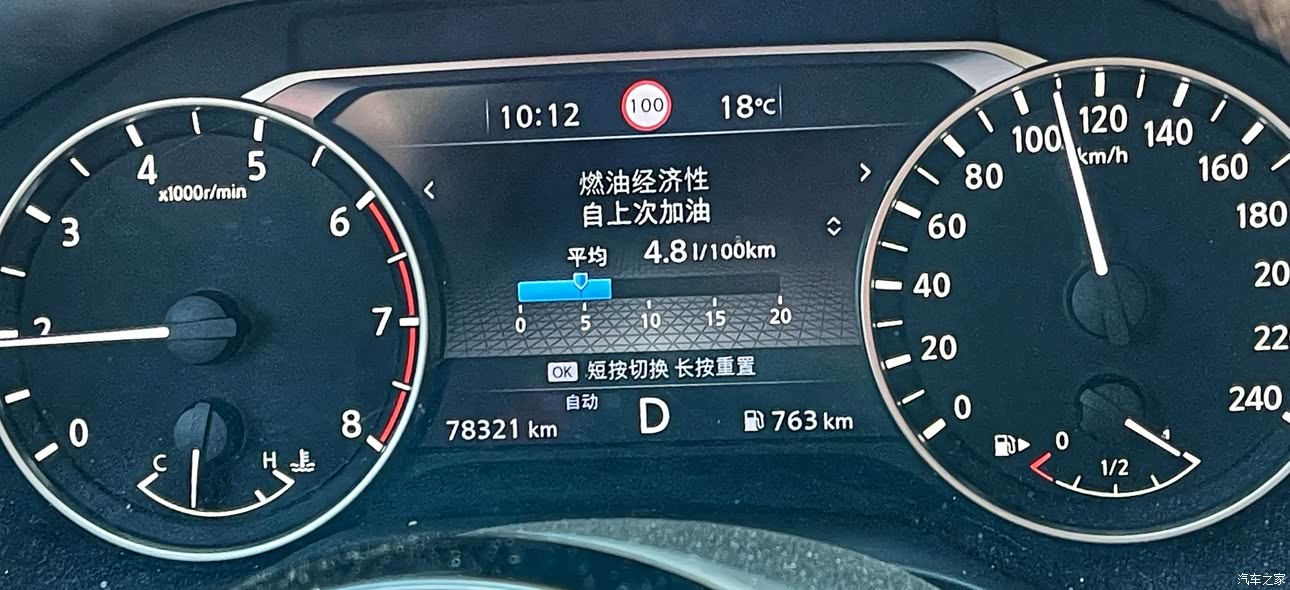 10:12 100 18°C
燃油经济性
自上次加油
平均 4.8 l/100km
0 5 10 15 20
OK 短按切换 长按重置
自动
78321 km D 763 km
0 2 3 4 5 6 7 8
x1000r/min
C H
0 20 40 60 80 100 120 140 160 180 20 22 240
km/h
0 1/2
汽车之家